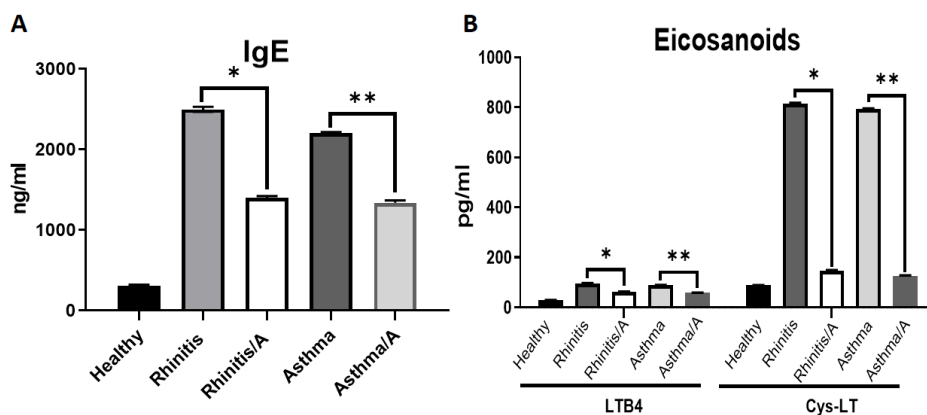 A
IgE
3000
2000
1000
0
ng/ml
*
**
Healthy
Rhinitis
Rhinitis/A
Asthma
Asthma/A
B
Eicosanoids
1000
800
600
400
200
0
pg/ml
*
**
*
**
Healthy
Rhinitis
Rhinitis/A
Asthma
Asthma/A
Healthy
Rhinitis
Rhinitis/A
Asthma
Asthma/A
LTB4
Cys-LT